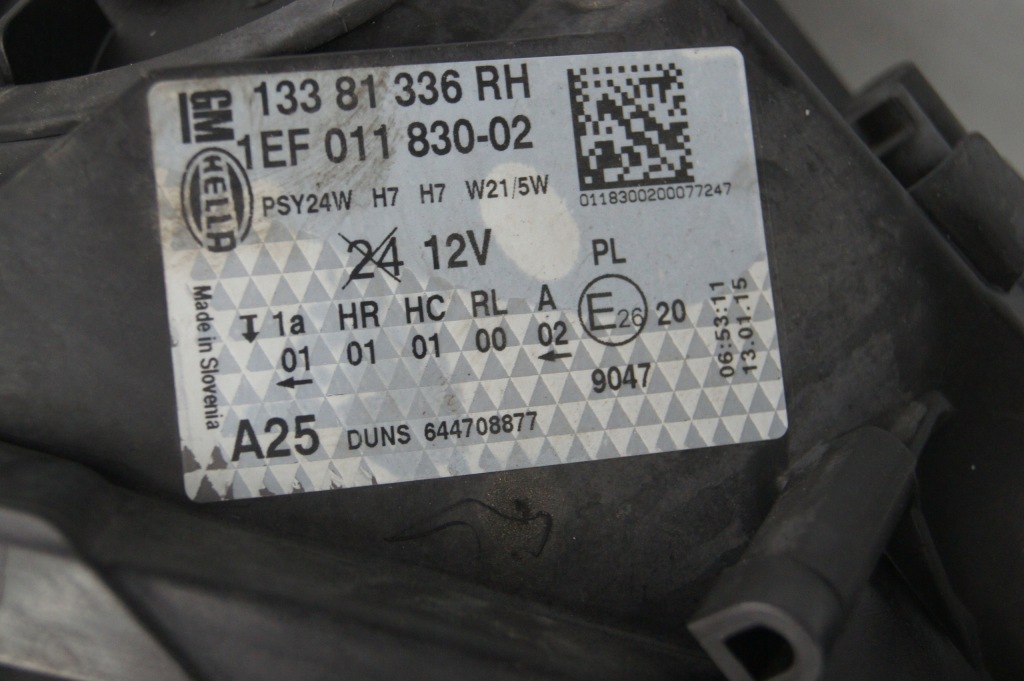 GM
133 81 336 RH
1EF 011 830-02
HELLA
PSY24W H7 H7 W21/5W
0118300200077247
24 12V
PL
1a HR HC RL A
E26 20
01 01 01 00 02
9047
06:53:11
13.01.15
Made in Slovenia
A25 DUNS 644708877